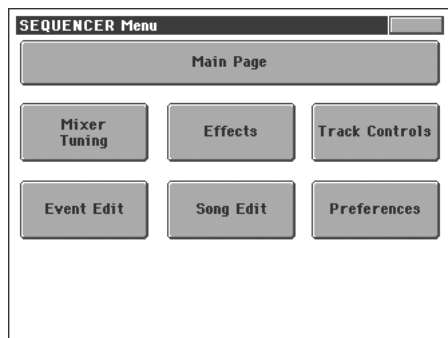 SEQUENCER Menu
Main Page
Mixer
Tuning
Effects
Track Controls
Event Edit
Song Edit
Preferences